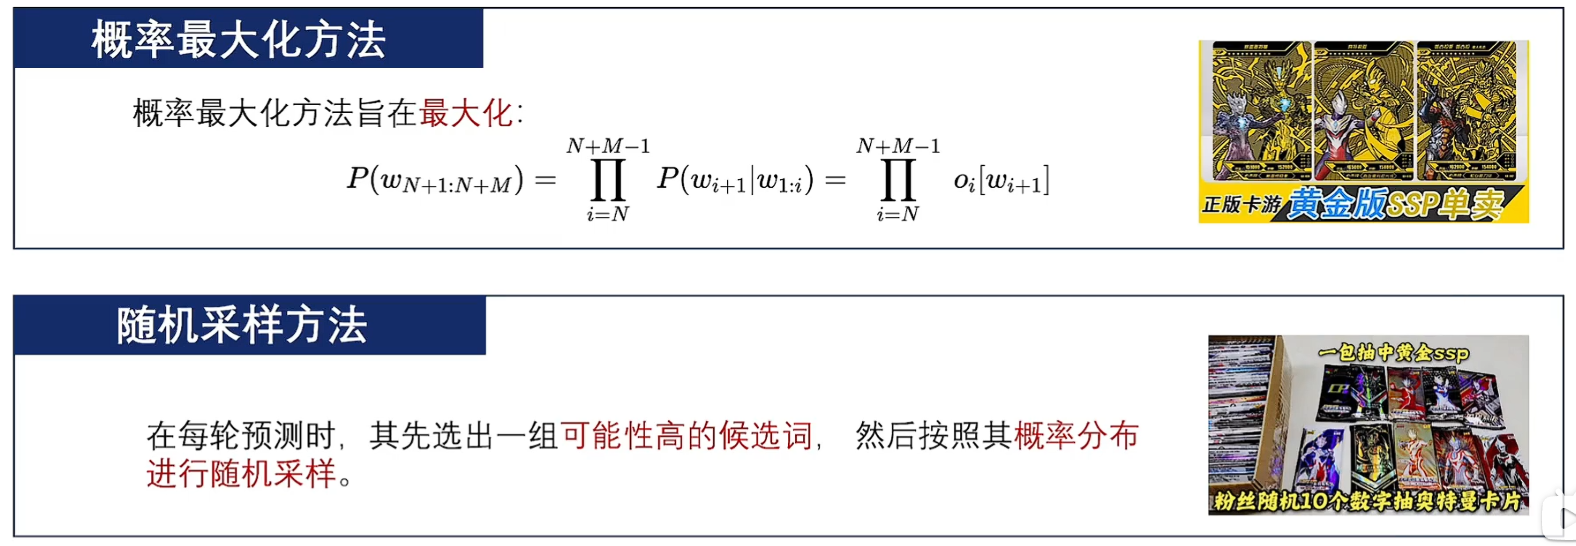 概率最大化方法
概率最大化方法旨在最大化:
P(w_{N+1:N+M}) = ∏_{i=N}^{N+M−1} P(w_{i+1}|w_{1:i}) = ∏_{i=N}^{N+M−1} o_i[w_{i+1}]
正版卡游 黄金版SSP单卖
随机采样方法
在每轮预测时, 其先选出一组可能性高的候选词, 然后按照其概率分布
进行随机采样。
一包抽中黄金ssp
粉丝随机10个数字抽奥特曼卡片